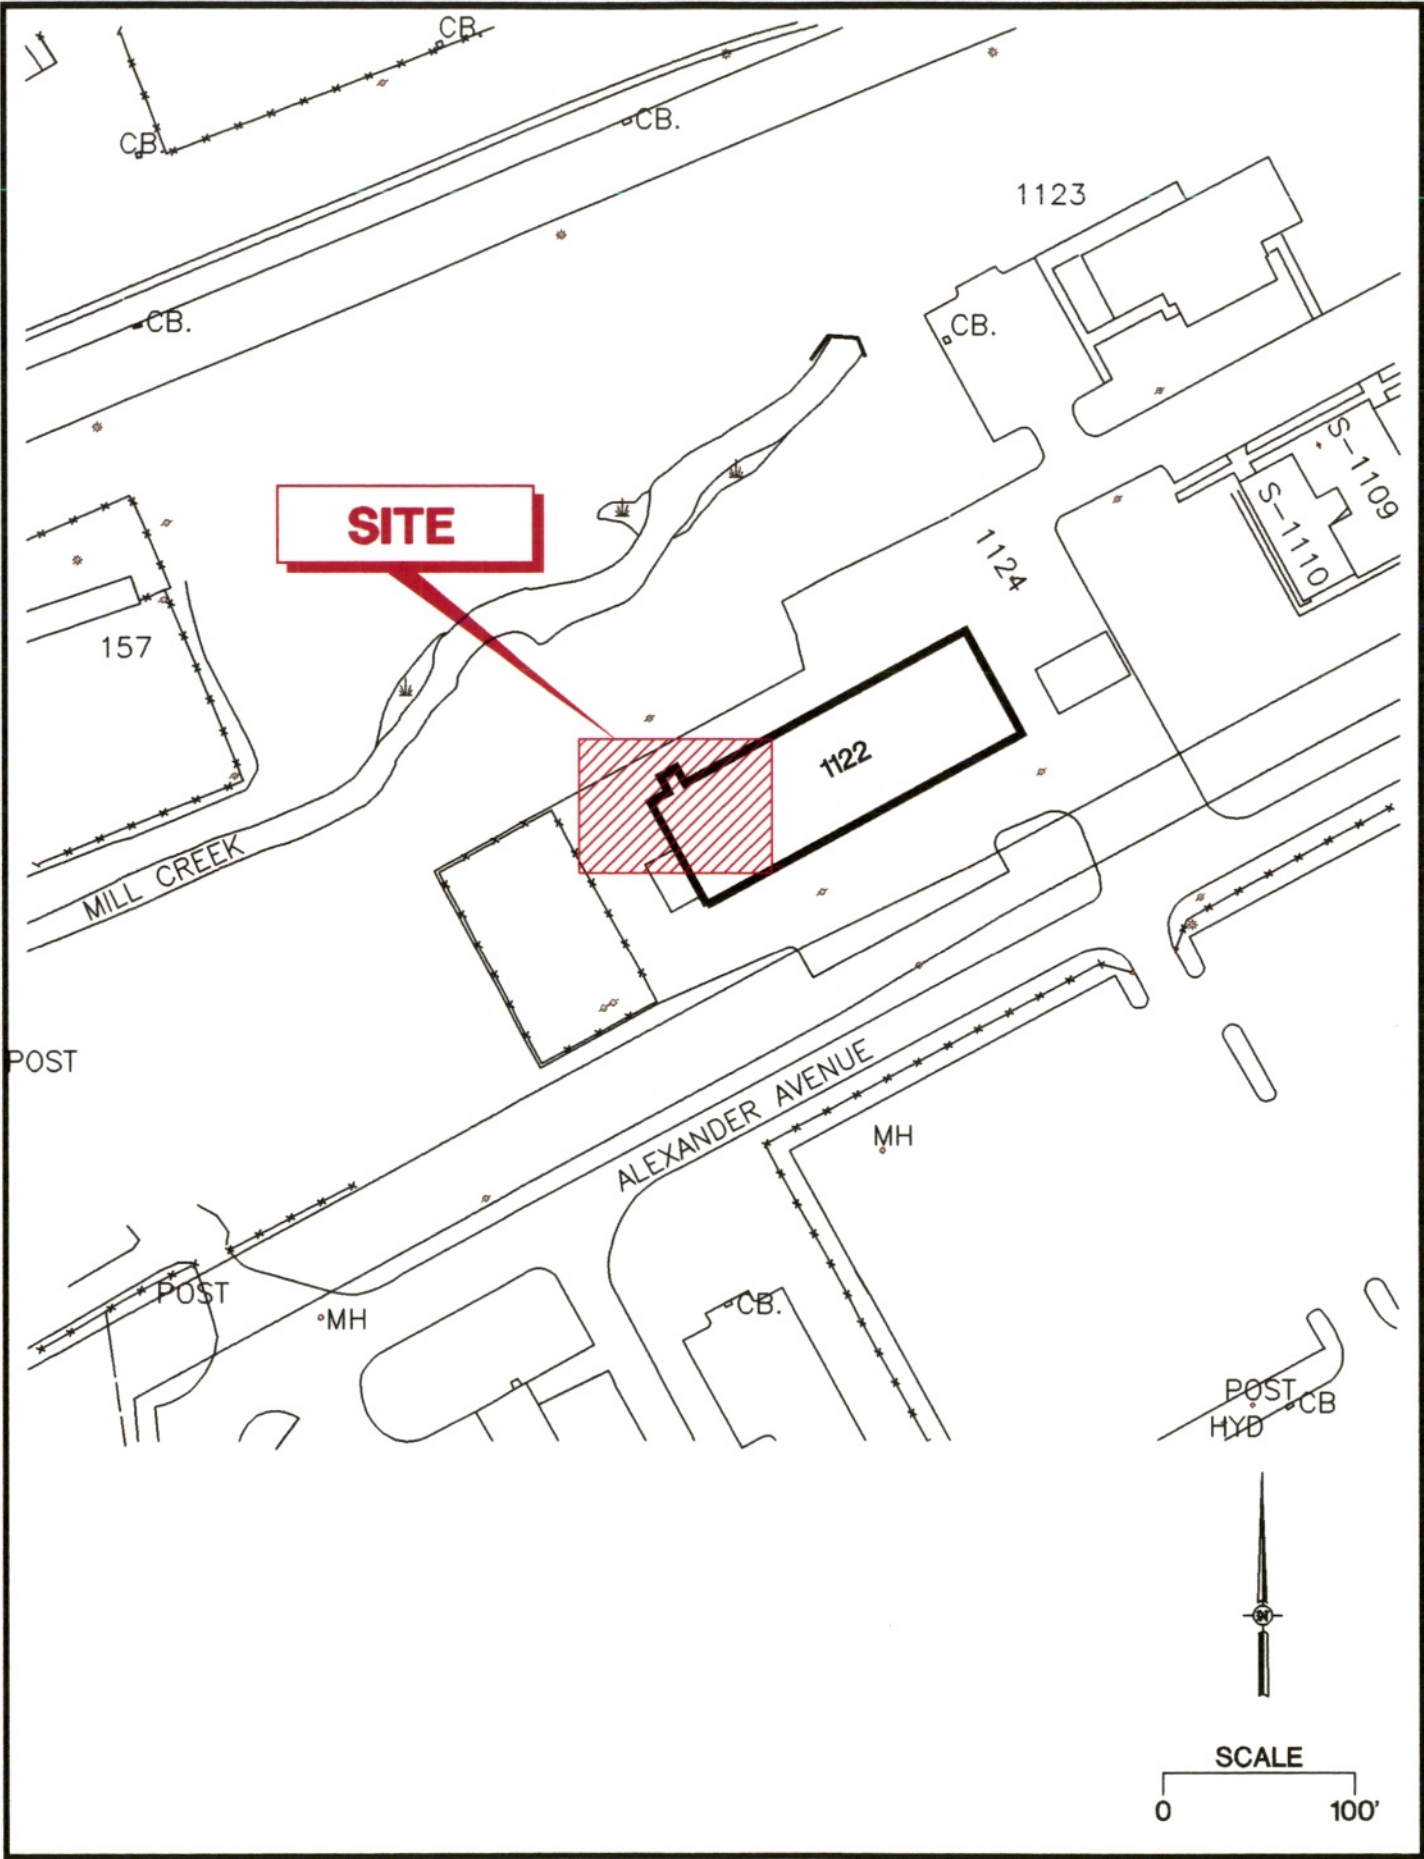 CB.
CB.
CB.
1123
CB.
CB.
S-1109
SITE
S-1110
1124
157
1122
MILL CREEK
POST
ALEXANDER AVENUE
MH
POST
CB.
MH
POST
CB
HYD
N
SCALE
0 100'